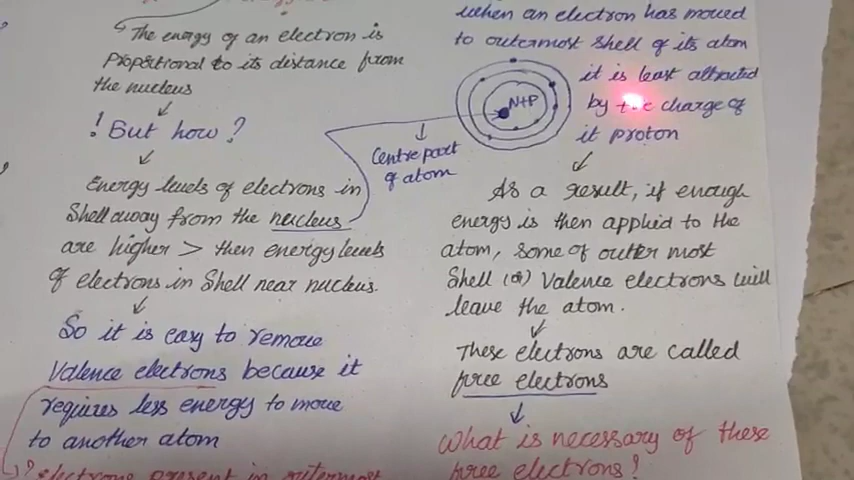 The energy of an electron is
Proportional to its distance from
the nucleus
! But how ?
Energy levels of electrons in
Shell away from the nucleus
are higher > then energy levels
of electrons in Shell near nucleus.
So it is easy to remove
Valence electrons because it
requires less energy to move
to another atom
? electrons present in outermost
when an electron has moved
to outermost shell of its atom
it is least attracted
by the charge of
it proton
N+P
Centre part
of atom
As a result, if enough
energy is then applied to the
atom, some of outer most
Shell (or) Valence electrons will
leave the atom.
These electrons are called
free electrons
What is necessary of these
free electrons!